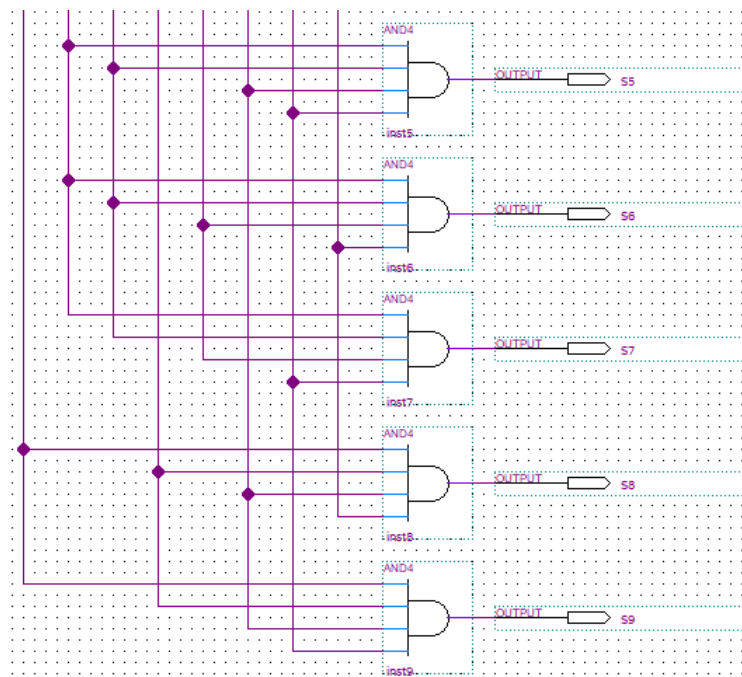 AND4
OUTPUT S5
inst5
AND4
OUTPUT S6
inst6
AND4
OUTPUT S7
inst7
AND4
OUTPUT S8
inst8
AND4
OUTPUT S9
inst9